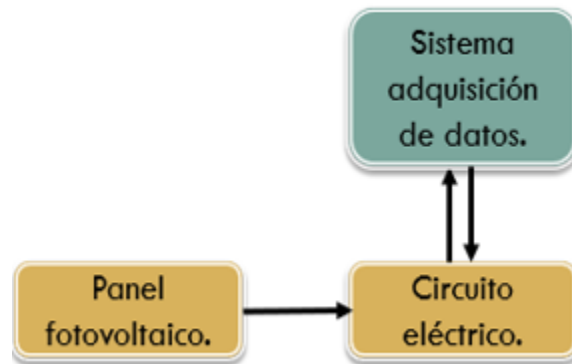 Sistema
adquisición
de datos.
Panel
fotovoltaico.
Circuito
eléctrico.